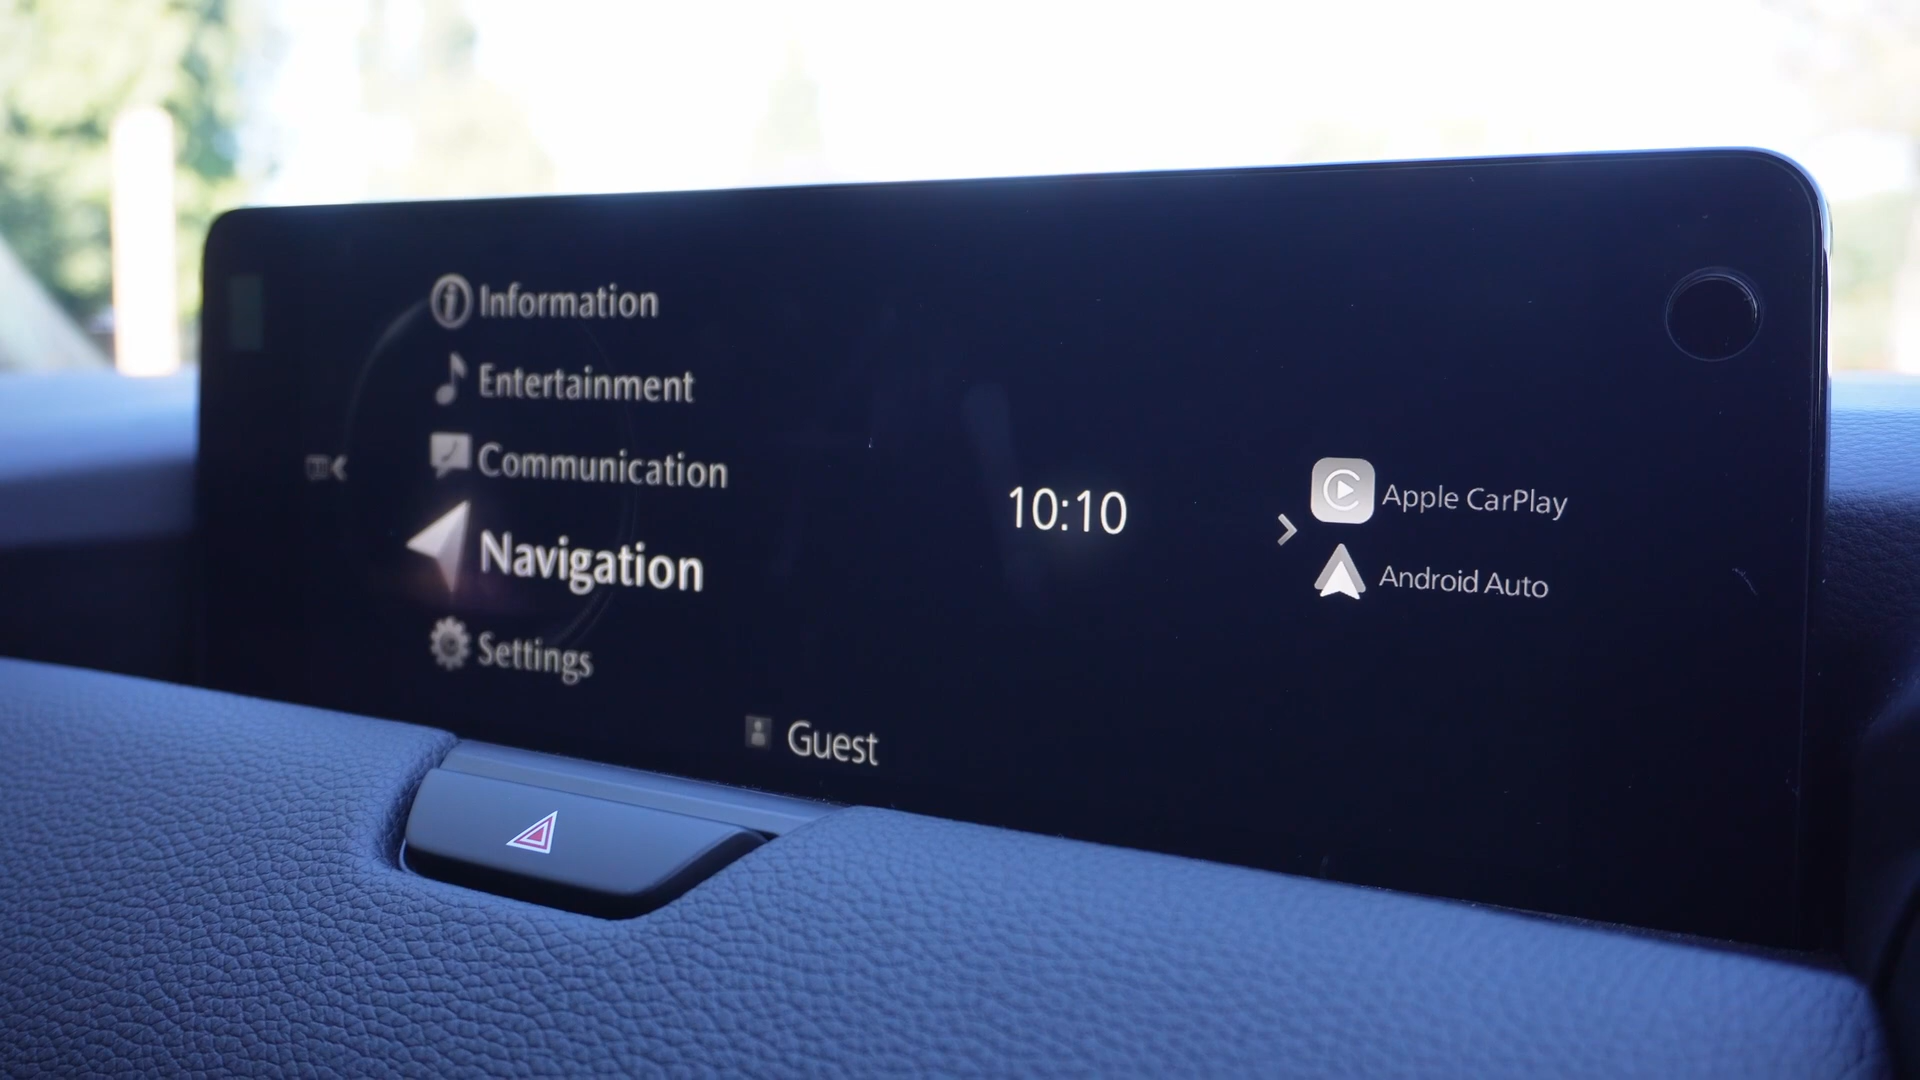 Information
Entertainment
Communication
Navigation
Settings
10:10
Apple CarPlay
Android Auto
Guest